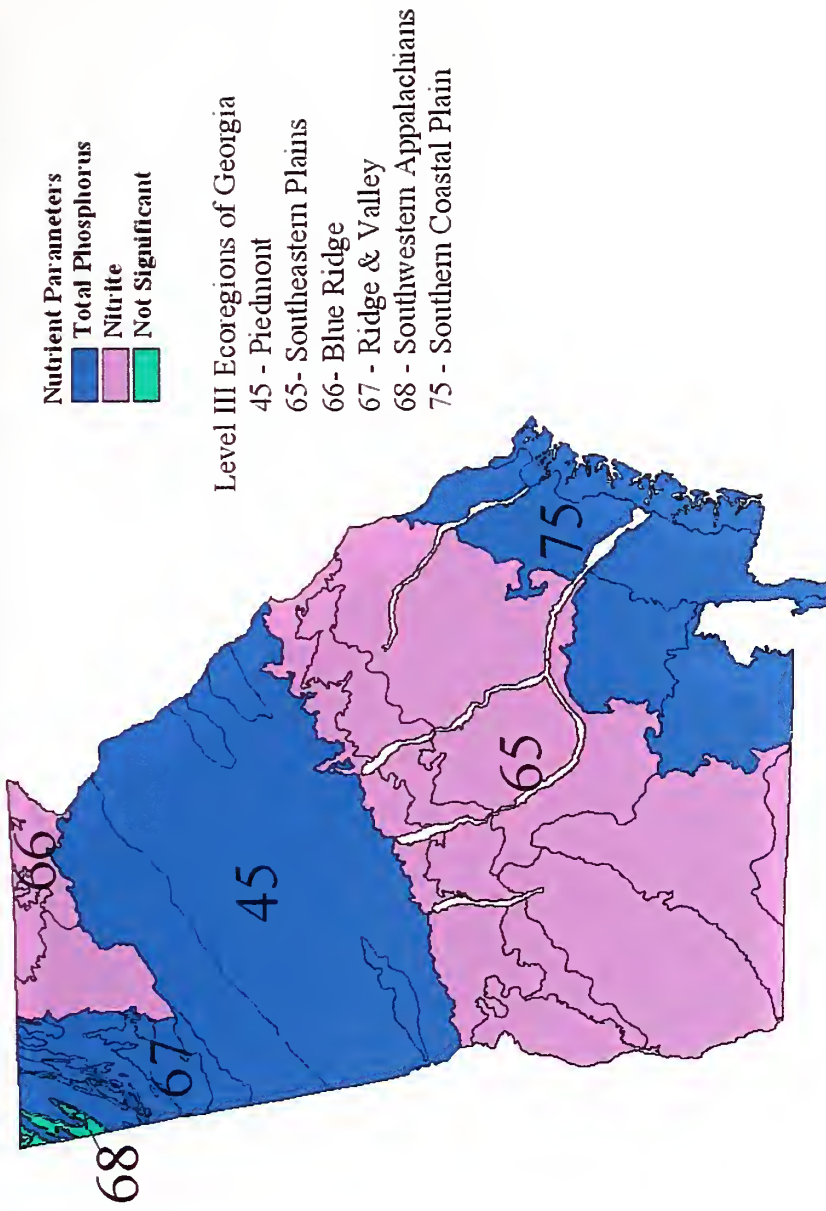 Nutrient Parameters
Total Phosphorus
Nitrite
Not Significant
Level III Ecoregions of Georgia
45 - Piedmont
65- Southeastern Plains
66- Blue Ridge
67 - Ridge & Valley
68 - Southwestern Appalachians
75 - Southern Coastal Plain
66
67
68
45
65
75